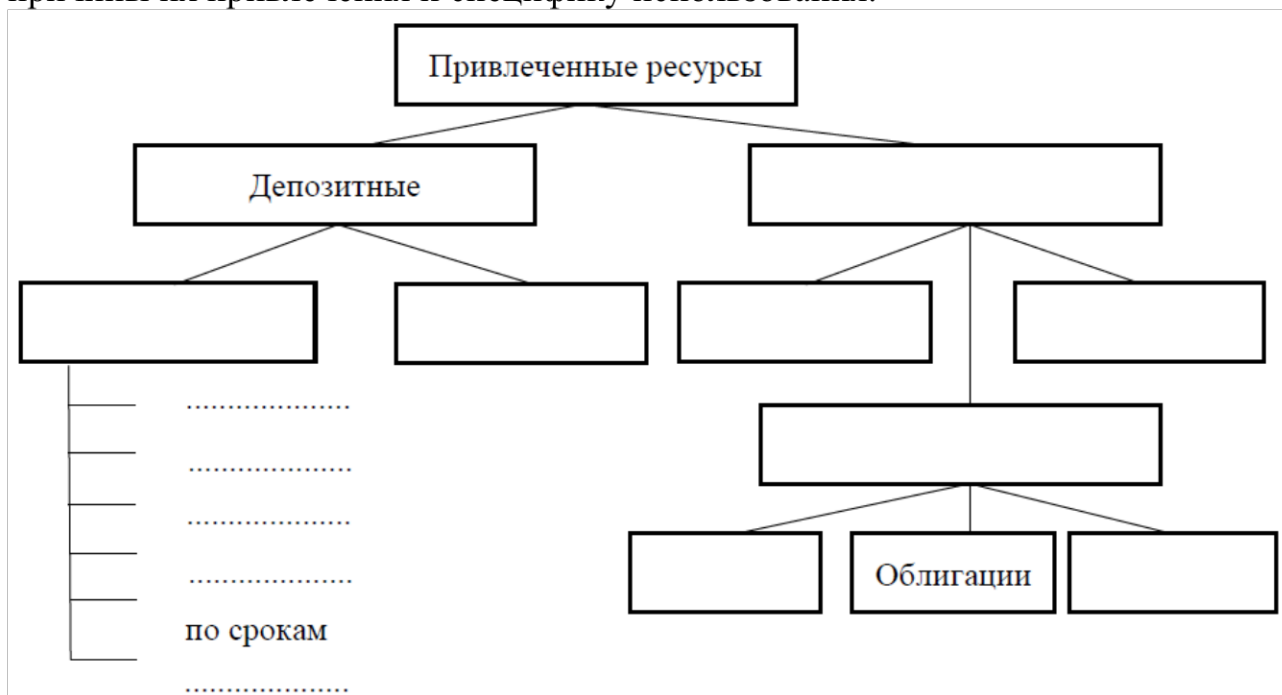 причины их привлечения и специфику использования.
Привлеченные ресурсы
Депозитные
....................
....................
....................
Облигации
....................
по срокам
....................